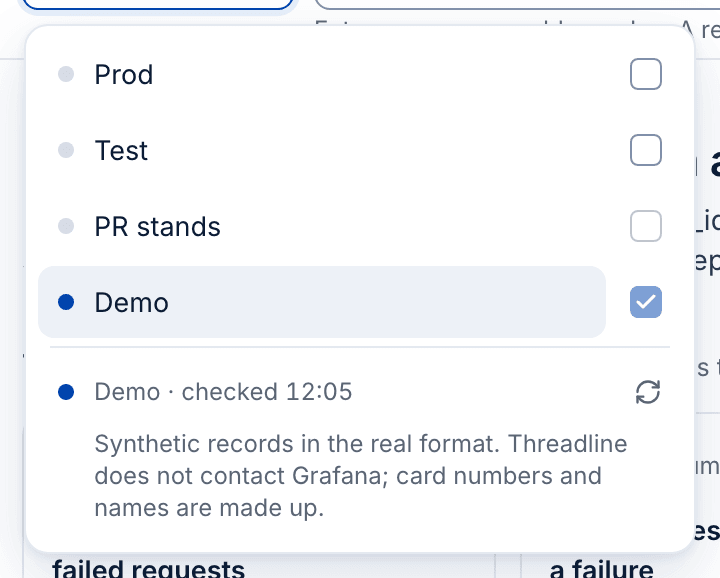 Prod
Test
PR stands
Demo
Demo · checked 12:05
Synthetic records in the real format. Threadline
does not contact Grafana; card numbers and
names are made up.
failed requests
a failure